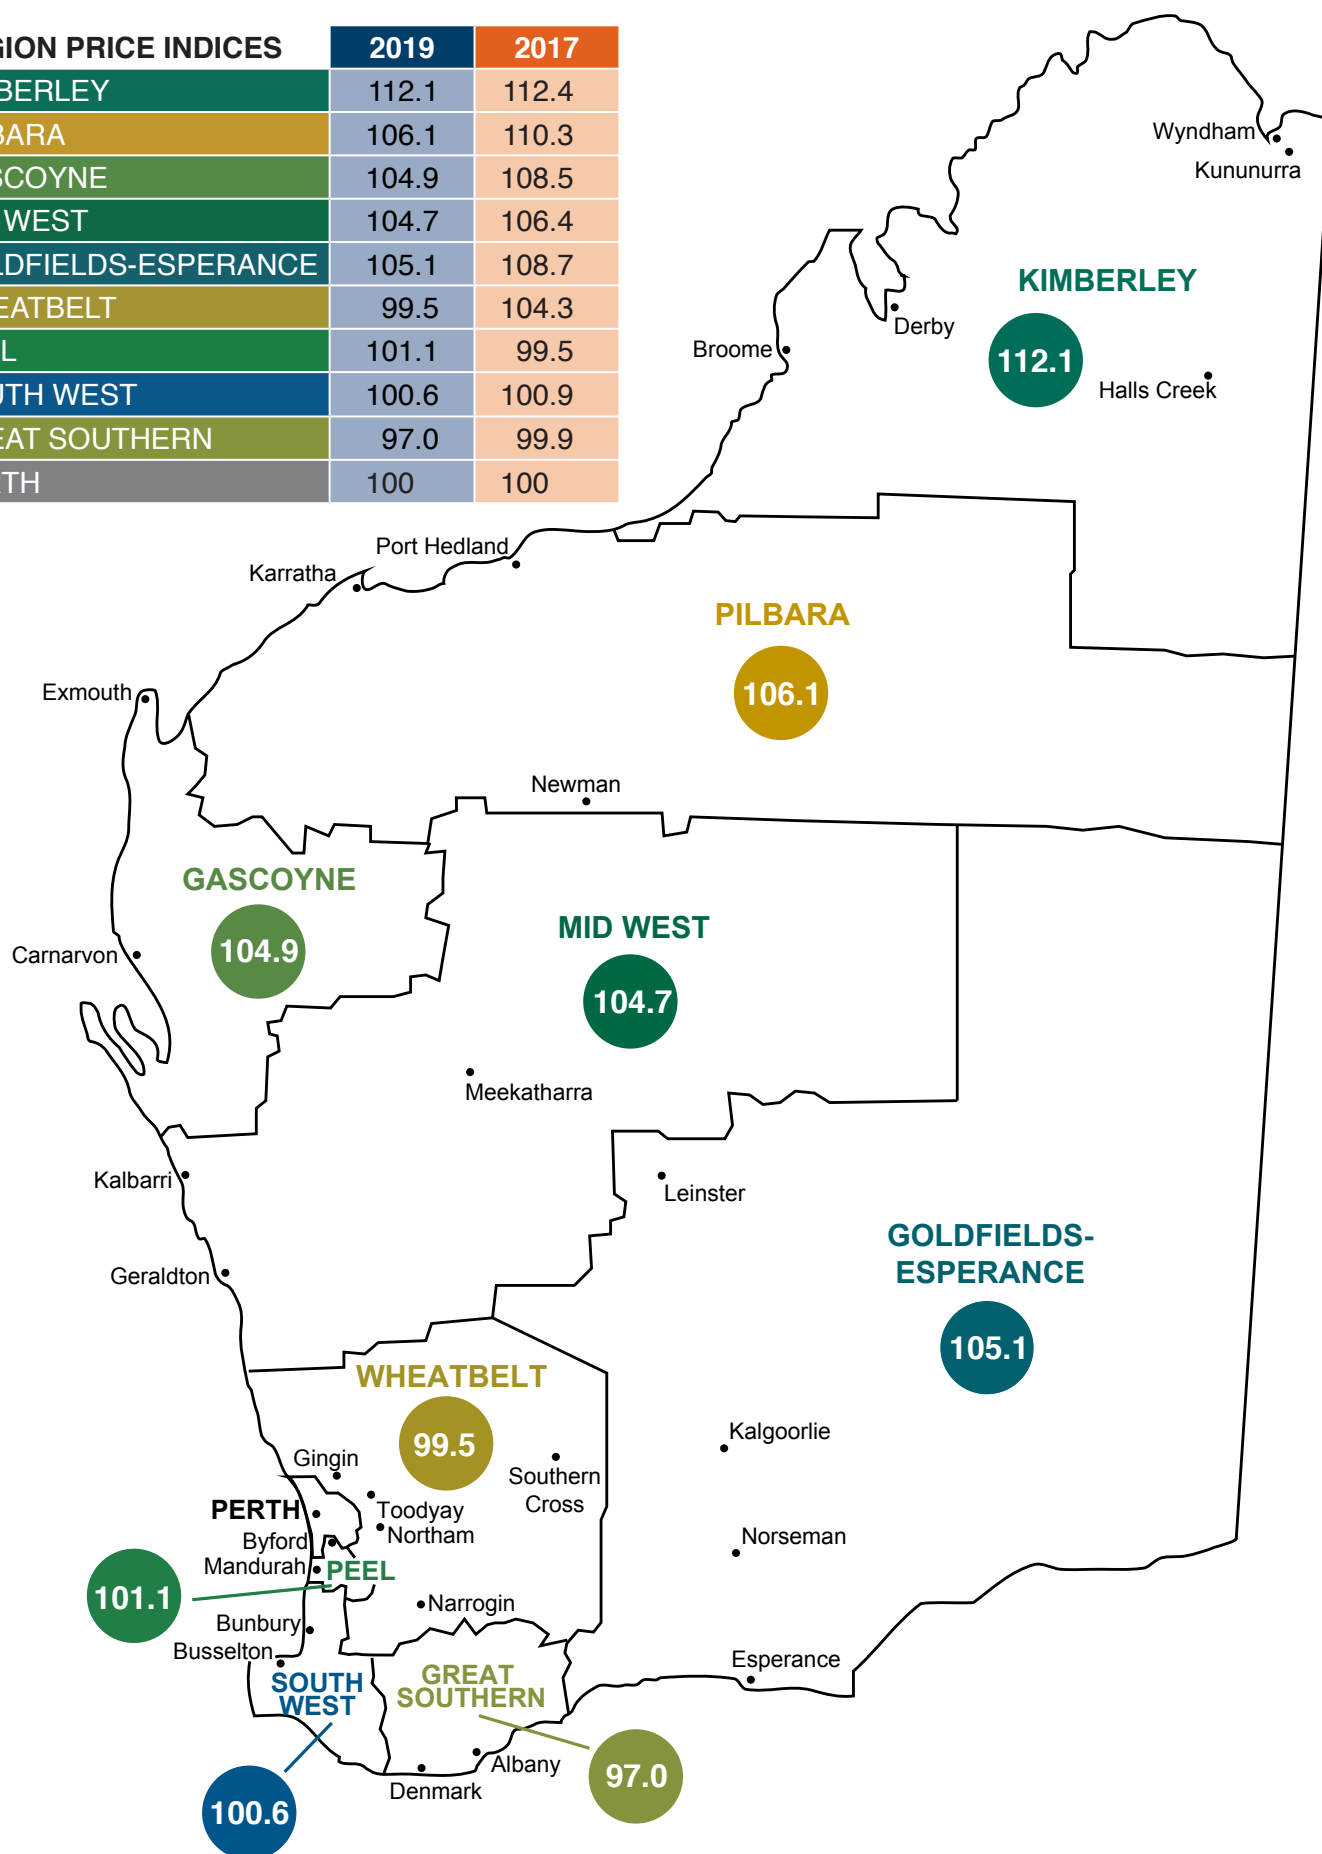 GION PRICE INDICES 2019 2017
BERLEY 112.1 112.4
BARA 106.1 110.3
SCOYNE 104.9 108.5
WEST 104.7 106.4
LDFIELDS-ESPERANCE 105.1 108.7
EATBELT 99.5 104.3
L 101.1 99.5
UTH WEST 100.6 100.9
EAT SOUTHERN 97.0 99.9
TH 100 100
Wyndham
Kununurra
KIMBERLEY
Derby
Broome
112.1
Halls Creek
Port Hedland
Karratha
PILBARA
106.1
Exmouth
Newman
GASCOYNE
104.9
MID WEST
Carnarvon
104.7
Meekatharra
Kalbarri
Leinster
GOLDFIELDS-
ESPERANCE
Geraldton
105.1
WHEATBELT
99.5
Kalgoorlie
Gingin
Southern
Cross
PERTH
Toodyay
Northam
Byford
Norseman
Mandurah
PEEL
101.1
Narrogin
Bunbury
Busselton
Esperance
SOUTH
WEST
GREAT
SOUTHERN
Albany
97.0
Denmark
100.6